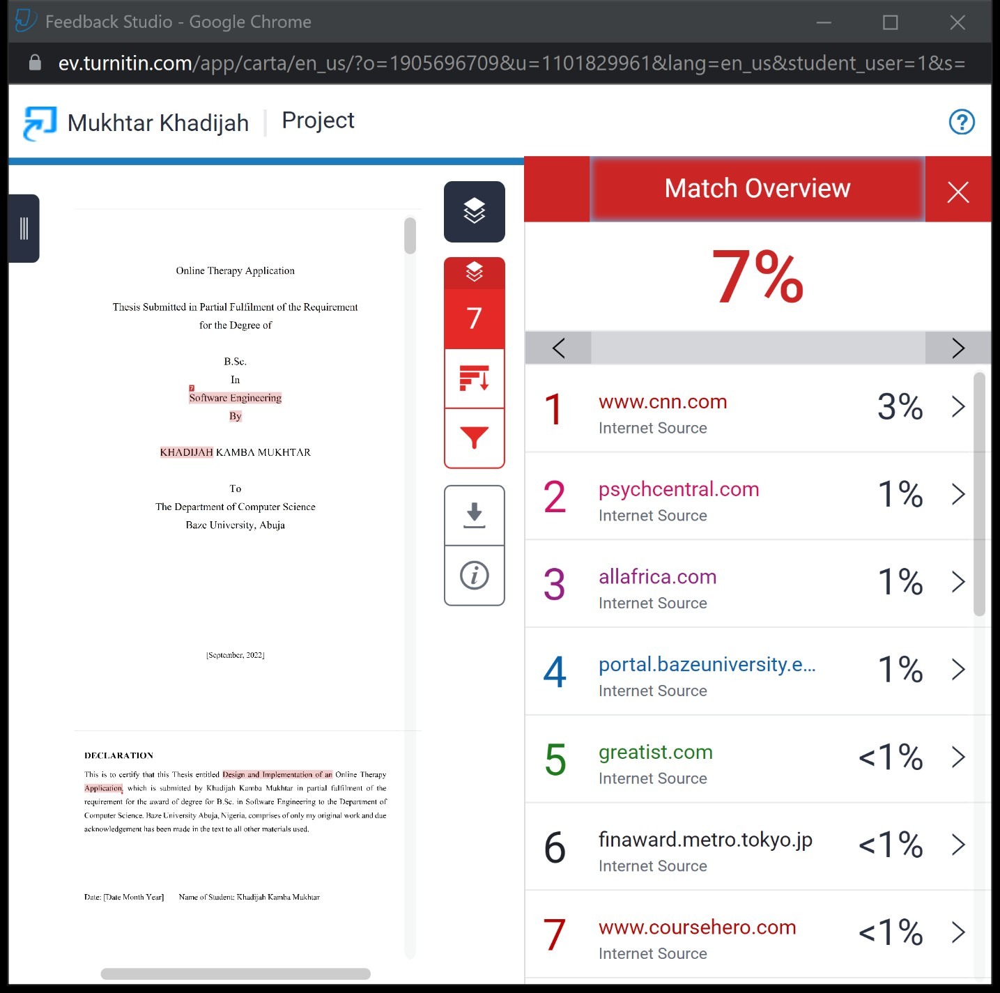 Feedback Studio - Google Chrome
ev.turnitin.com/app/carta/en_us/?o=1905696709&u=1101829961&lang=en_us&student_user=1&s=
Mukhtar Khadijah
Project
?
Online Therapy Application
Thesis Submitted in Partial Fulfilment of the Requirement
for the Degree of
B.Sc.
In
7
Software Engineering
By
KHADIJAH KAMBA MUKHTAR
To
The Department of Computer Science
Baze University, Abuja
[September, 2022]
DECLARATION
This is to certify that this Thesis entitled Design and Implementation of an Online Therapy
Application, which is submitted by Khadijah Kamba Mukhtar in partial fulfilment of the
requirement for the award of degree for B.Sc. in Software Engineering to the Department of
Computer Science. Baze University Abuja, Nigeria, comprises of only my original work and due
acknowledgement has been made in the text to all other materials used.
Date: [Date Month Year] Name of Student: Khadijah Kamba Mukhtar
7
i
Match Overview
7%
1 www.cnn.com 3%
Internet Source
2 psychcentral.com 1%
Internet Source
3 allafrica.com 1%
Internet Source
4 portal.bazeuniversity.e... 1%
Internet Source
5 greatist.com <1%
Internet Source
6 finaward.metro.tokyo.jp <1%
Internet Source
7 www.coursehero.com <1%
Internet Source